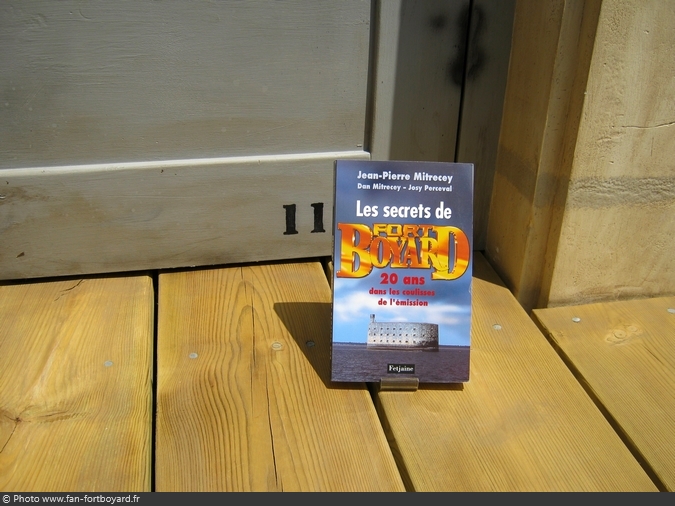 11
Jean-Pierre Mitrecey
Dan Mitrecey - Josy Perceval
Les secrets de
FORT
BOYARD
20 ans
dans les coulisses
de l'émission
Fetjaine
© Photo www.fan-fortboyard.fr